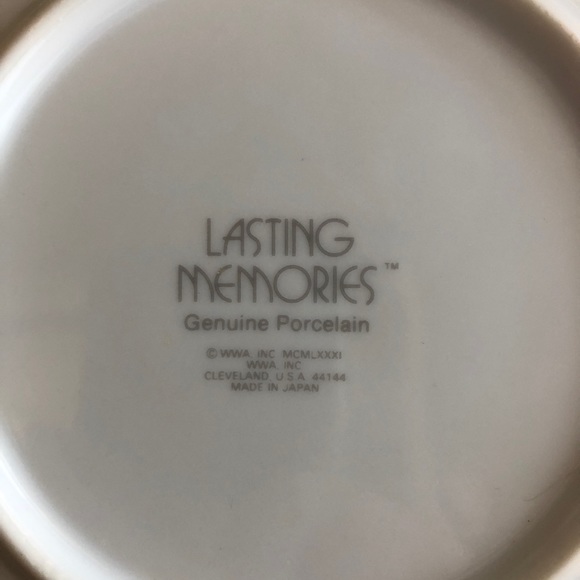 LASTING
MEMORIES™
Genuine Porcelain
©WWA, INC MCMLXXXI
WWA, INC
CLEVELAND, U.S.A. 44144
MADE IN JAPAN